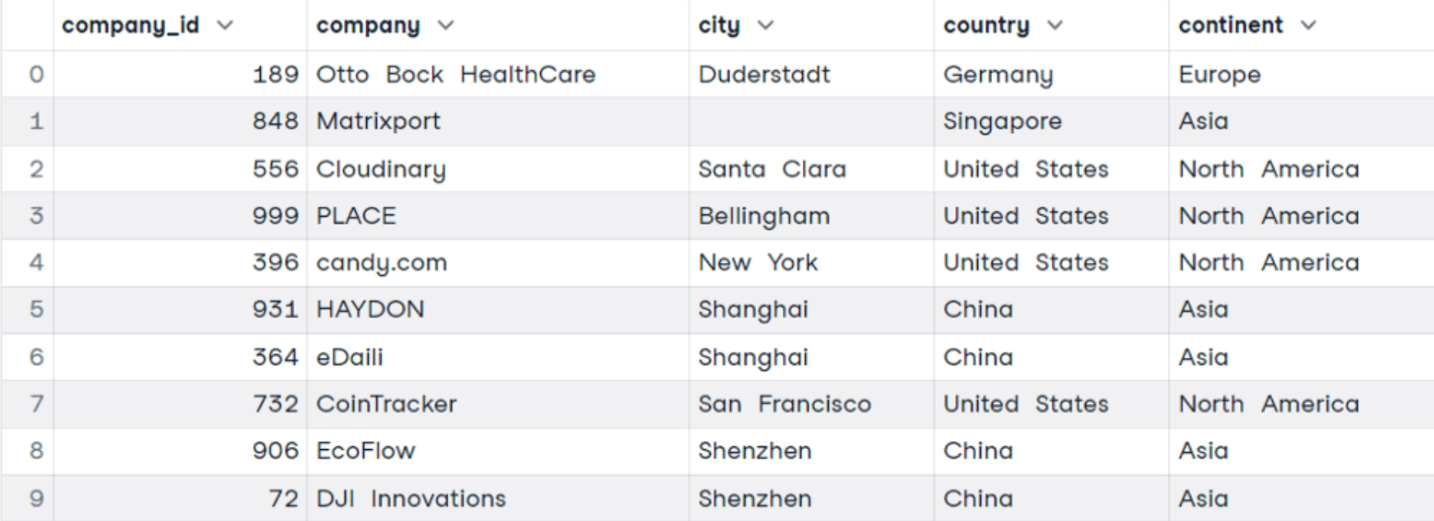 company_id company city country continent
0 189 Otto Bock HealthCare Duderstadt Germany Europe
1 848 Matrixport Singapore Asia
2 556 Cloudinary Santa Clara United States North America
3 999 PLACE Bellingham United States North America
4 396 candy.com New York United States North America
5 931 HAYDON Shanghai China Asia
6 364 eDaili Shanghai China Asia
7 732 CoinTracker San Francisco United States North America
8 906 EcoFlow Shenzhen China Asia
9 72 DJI Innovations Shenzhen China Asia